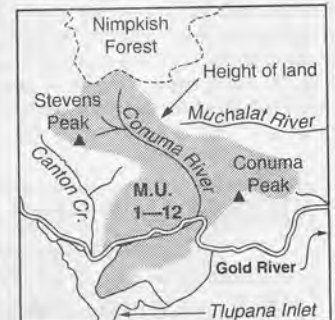 Nimpkish
Forest
Height of land
Stevens
Peak
Muchalat River
Conuma River
Canton Cr.
Conuma
Peak
M.U.
1—12
Gold River
Tlupana Inlet